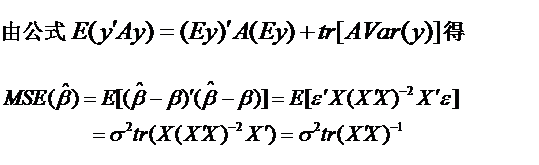 由公式 E(y'Ay) = (Ey)'A(Ey) + tr[AVar(y)]得
MSE(β̂) = E[(β̂ − β)'(β̂ − β)] = E[ε'X(X'X)⁻²X'ε]
= σ²tr(X(X'X)⁻²X') = σ²tr(X'X)⁻¹